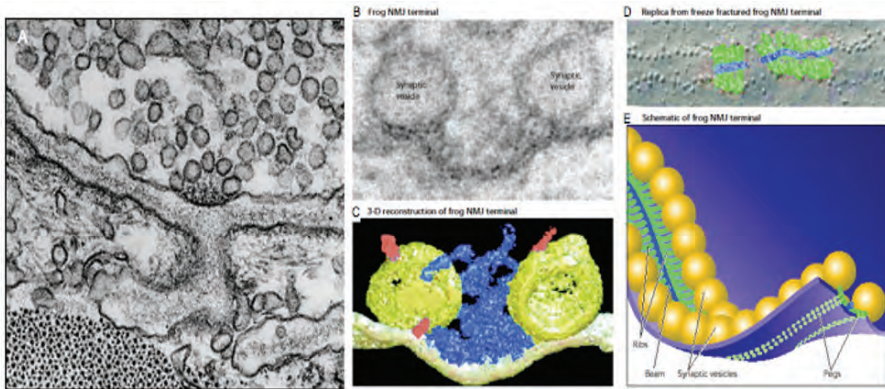 A
B Frog NMJ terminal
Synaptic
vesicle
Synaptic
vesicle
C 3-D reconstruction of frog NMJ terminal
D Replica from freeze fractured frog NMJ terminal
E Schematic of frog NMJ terminal
Ribs
Beam
Synaptic vesicles
Pegs